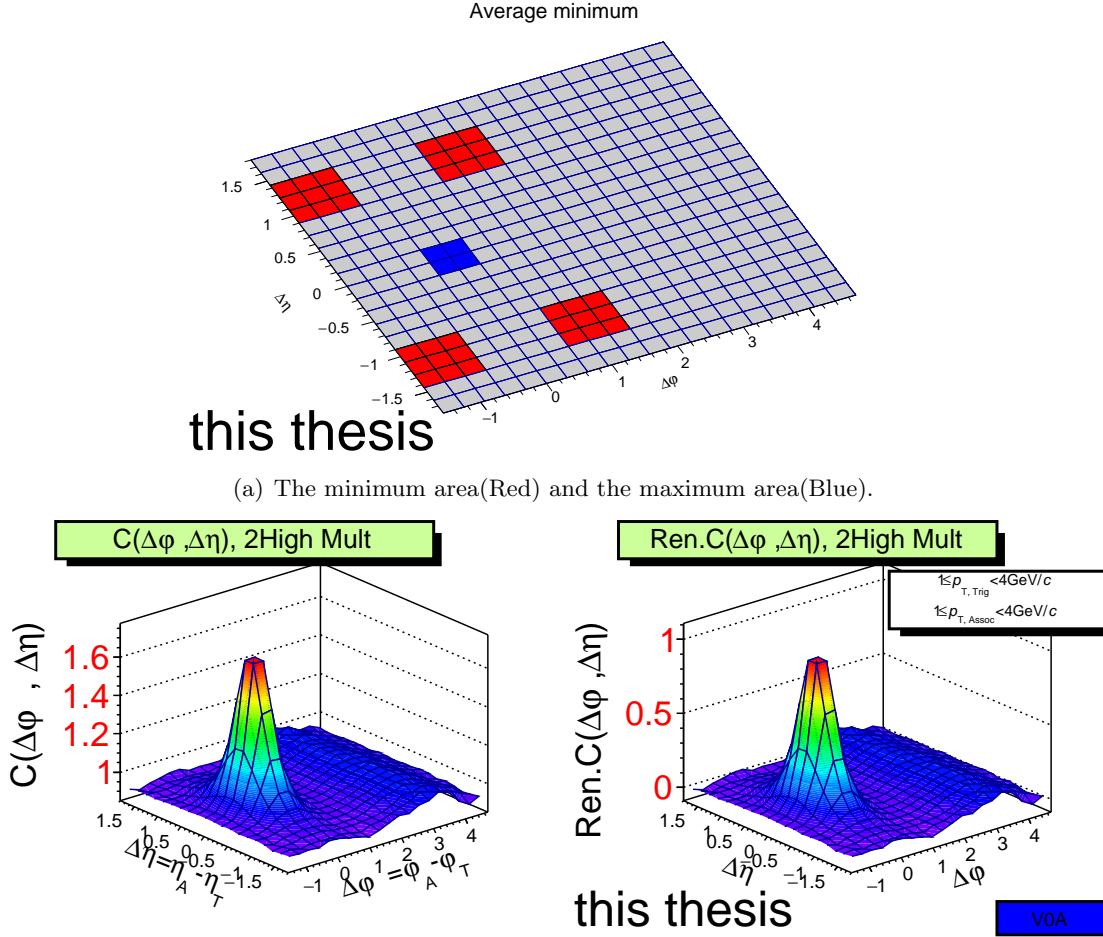 Average minimum
1.5
1
0.5
0
−0.5
−1
−1.5
Δη
−1
0
1
2
3
4
Δφ
this thesis
(a) The minimum area(Red) and the maximum area(Blue).
C(Δφ ,Δη), 2High Mult
C(Δφ , Δη)
1.6
1.4
1.2
1
1.5
1
0.5
0
−0.5
−1
−1.5
Δη=η_A-η_T
−1
0
1
2
3
4
Δφ=φ_A-φ_T
Ren.C(Δφ ,Δη), 2High Mult
1≤p_T, Trig<4GeV/c
1≤p_T, Assoc<4GeV/c
Ren.C(Δφ ,Δη)
1
0.5
0
1.5
1
0.5
0
−0.5
−1
−1.5
Δη
−1
0
1
2
3
4
Δφ
this thesis
V0A